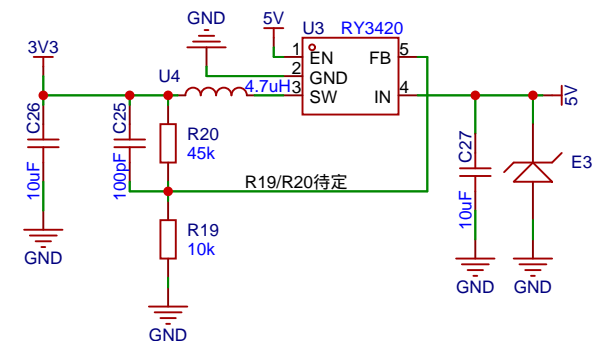 GND
5V
U3
RY3420
3V3
1
EN
FB
5
2
GND
U4
4.7uH
3
SW
IN
4
5V
C26
10uF
C25
100pF
R20
45k
R19/R20待定
C27
10uF
E3
R19
10k
GND
GND
GND
GND